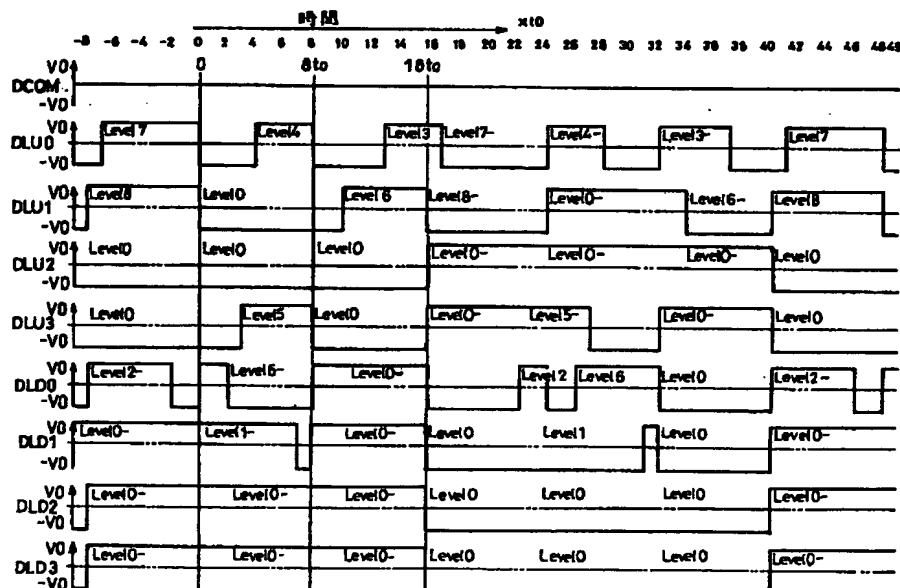 時間 xt0
-8 -6 -4 -2 0 2 4 6 8 10 12 14 16 18 20 22 24 26 28 30 32 34 36 38 40 42 44 46 48
0 8t0 16t0
V0
DCOM
-V0
V0 Level7 Level4 Level3 Level7- Level4- Level3- Level7
DLU0
-V0
V0 Level8 Level0 Level6 Level8- Level0- Level6- Level8
DLU1
-V0
V0 Level0 Level0 Level0 Level0- Level0- Level0- Level0
DLU2
-V0
V0 Level0 Level5 Level0 Level0- Level5- Level0- Level0
DLU3
-V0
V0 Level2- Level6- Level0- Level2 Level6 Level0 Level2-
DLD0
-V0
V0 Level0- Level1- Level0- Level0 Level1 Level0 Level0-
DLD1
-V0
V0 Level0- Level0- Level0- Level0 Level0 Level0 Level0-
DLD2
-V0
V0 Level0- Level0- Level0- Level0 Level0 Level0 Level0-
DLD3
-V0